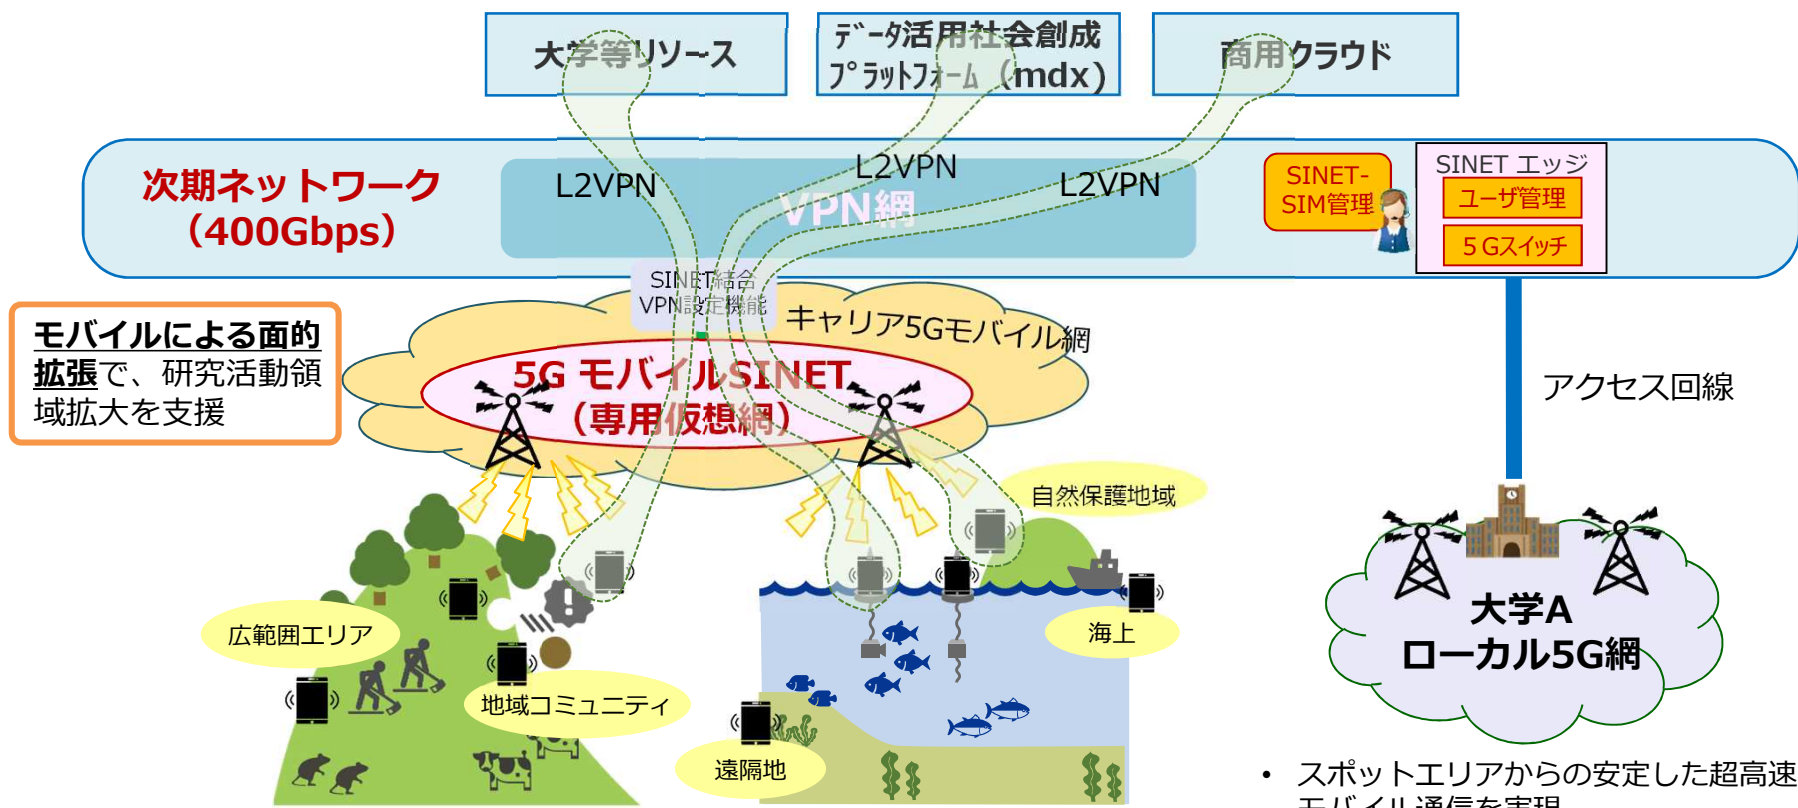 大学等リソース
ﾃﾞｰﾀ活用社会創成
ﾌﾟﾗｯﾄﾌｫｰﾑ（mdx）
商用クラウド
次期ネットワーク
（400Gbps）
L2VPN
L2VPN
L2VPN
VPN網
SINET-
SIM管理
SINET エッジ
ユーザ管理
５Gスイッチ
SINET結合
VPN設定機能
キャリア5Gモバイル網
モバイルによる面的
拡張で、研究活動領
域拡大を支援
5G モバイルSINET
（専用仮想網）
アクセス回線
自然保護地域
広範囲エリア
海上
地域コミュニティ
遠隔地
大学A
ローカル5G網
• スポットエリアからの安定した超高速
モバイル通信を実現